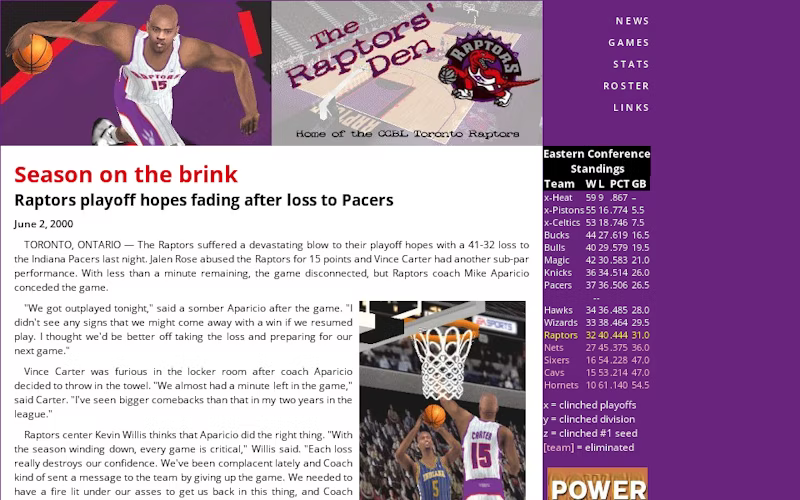 The
Raptors'
Den
RAPTORS
15
Home of the CCBL Toronto Raptors
NEWS
GAMES
STATS
ROSTER
LINKS
Season on the brink
Raptors playoff hopes fading after loss to Pacers
June 2, 2000
TORONTO, ONTARIO — The Raptors suffered a devastating blow to their playoff hopes with a 41-32 loss to
the Indiana Pacers last night. Jalen Rose abused the Raptors for 15 points and Vince Carter had another sub-par
performance. With less than a minute remaining, the game disconnected, but Raptors coach Mike Aparicio
conceded the game.
"We got outplayed tonight," said a somber Aparicio after the game. "I
didn't see any signs that we might come away with a win if we resumed
play. I thought we'd be better off taking the loss and preparing for our
next game."
Vince Carter was furious in the locker room after coach Aparicio
decided to throw in the towel. "We almost had a minute left in the game,"
said Carter. "I've seen bigger comebacks than that in my two years in the
league."
Raptors center Kevin Willis thinks that Aparicio did the right thing. "With
the season winding down, every game is critical," Willis said. "Each loss
really destroys our confidence. We've been complacent lately and Coach
kind of sent a message to the team by giving up the game. We needed to
have a fire lit under our asses to get us back in this thing, and Coach
EA SPORTS
CARTER
15
INDIANA
5
Eastern Conference
Standings
Team W L PCT GB
x-Heat 59 9 .867 –
x-Pistons 55 16 .774 5.5
x-Celtics 53 18 .746 7.5
Bucks 44 27 .619 16.5
Bulls 40 29 .579 19.5
Magic 42 30 .583 21.0
Knicks 36 34 .514 26.0
Pacers 37 36 .506 26.5
--
Hawks 34 36 .485 28.0
Wizards 33 38 .464 29.5
Raptors 32 40 .444 31.0
Nets 27 45 .375 36.0
Sixers 16 54 .228 47.0
Cavs 15 53 .214 47.0
Hornets 10 61 .140 54.5
x = clinched playoffs
y = clinched division
z = clinched #1 seed
[team] = eliminated
POWER